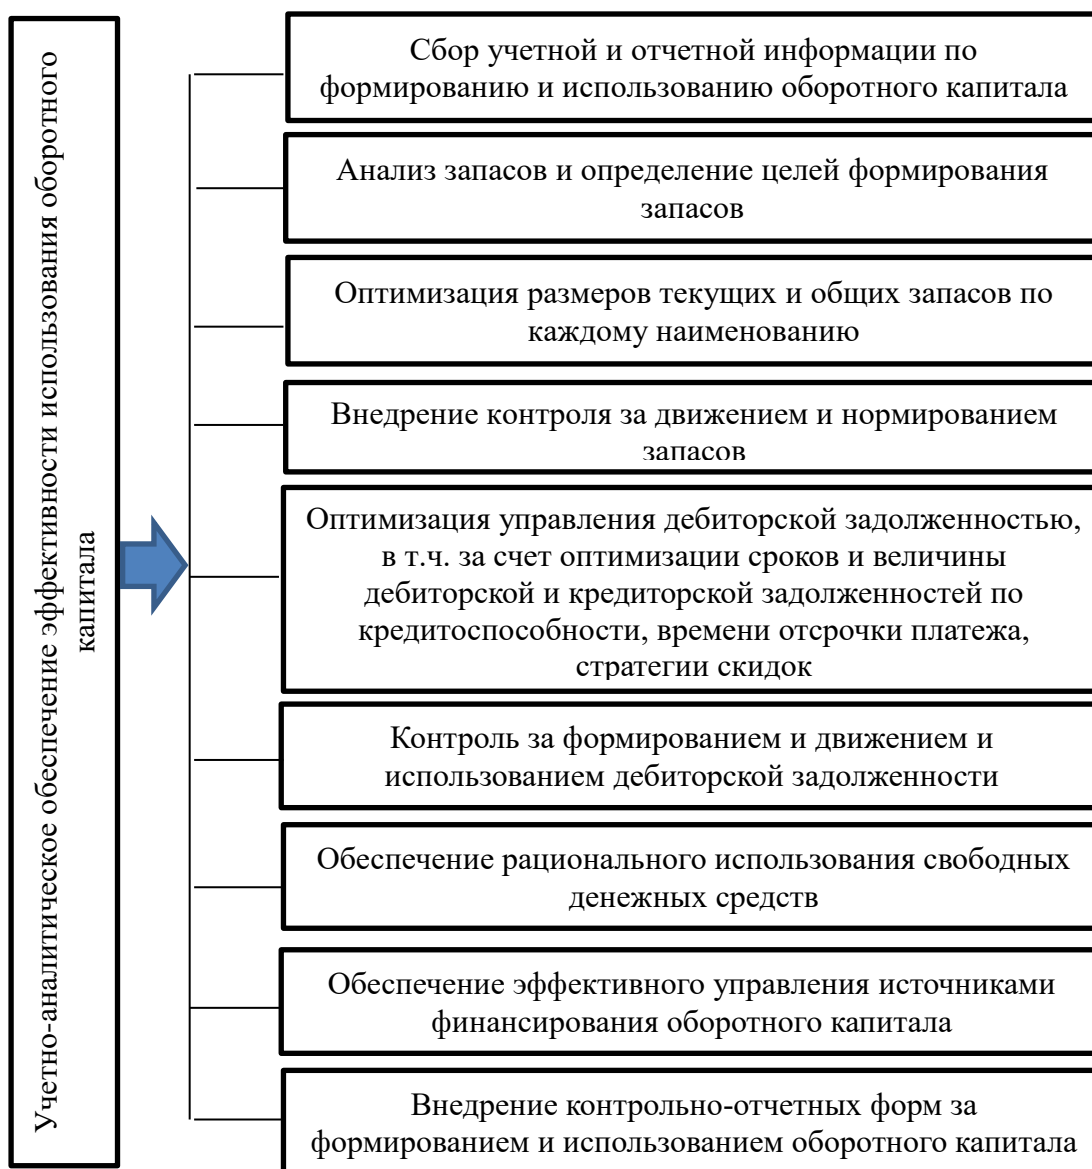 Учетно-аналитическое обеспечение эффективности использования оборотного
капитала
Сбор учетной и отчетной информации по
формированию и использованию оборотного капитала
Анализ запасов и определение целей формирования
запасов
Оптимизация размеров текущих и общих запасов по
каждому наименованию
Внедрение контроля за движением и нормированием
запасов
Оптимизация управления дебиторской задолженностью,
в т.ч. за счет оптимизации сроков и величины
дебиторской и кредиторской задолженностей по
кредитоспособности, времени отсрочки платежа,
стратегии скидок
Контроль за формированием и движением и
использованием дебиторской задолженности
Обеспечение рационального использования свободных
денежных средств
Обеспечение эффективного управления источниками
финансирования оборотного капитала
Внедрение контрольно-отчетных форм за
формированием и использованием оборотного капитала